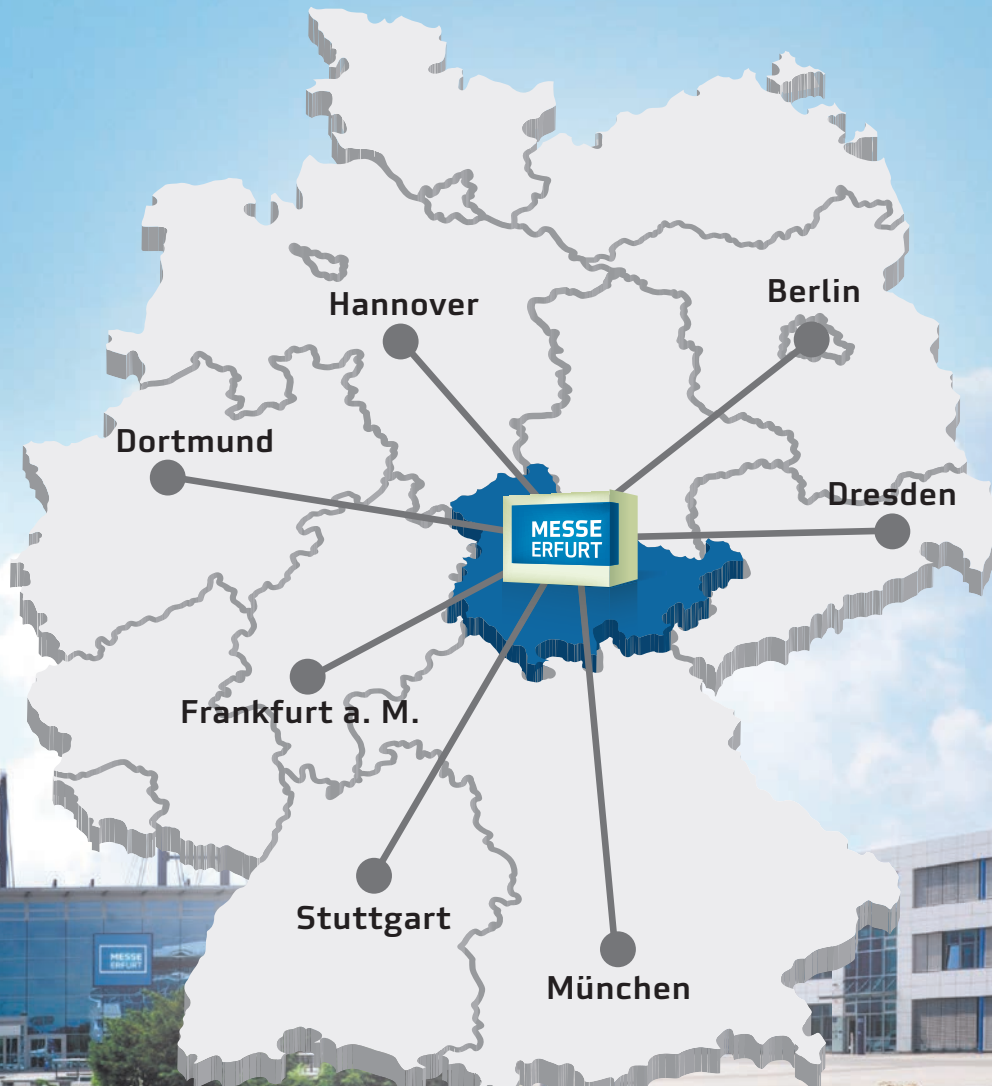 Hannover
Berlin
Dortmund
Dresden
MESSE
ERFURT
Frankfurt a. M.
Stuttgart
MESSE
ERFURT
München